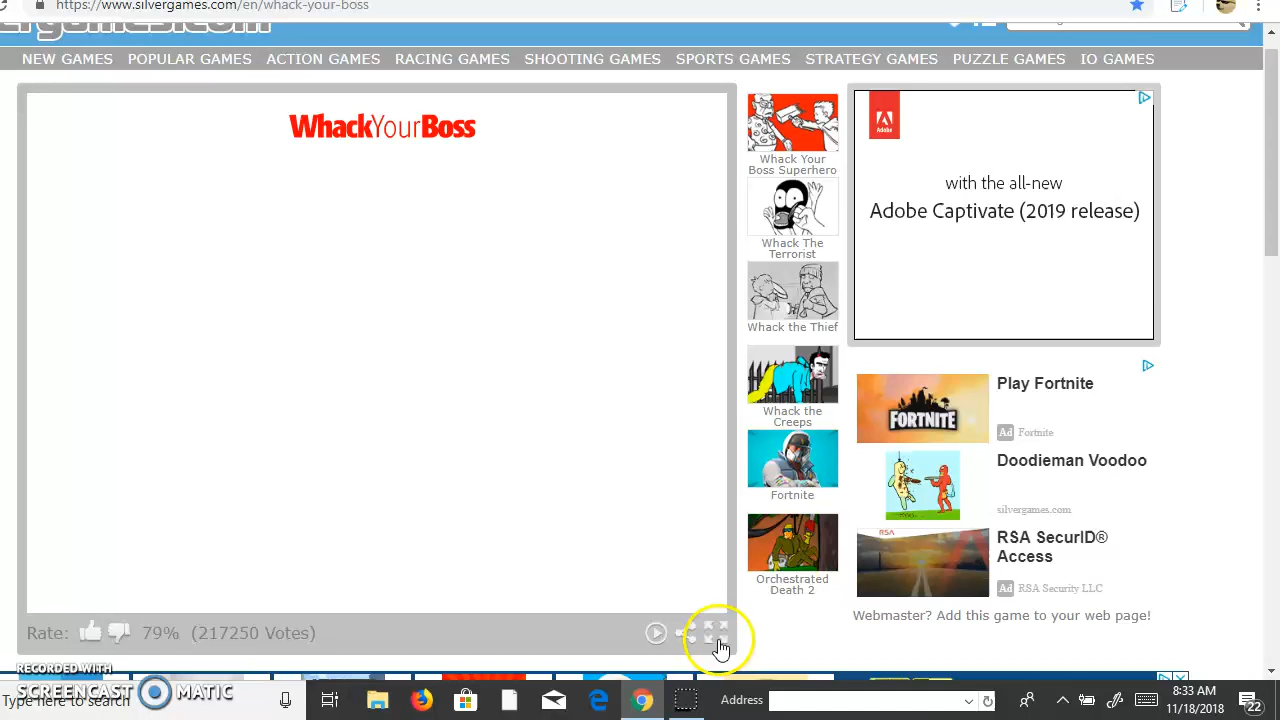 https://www.silvergames.com/en/whack-your-boss
ergames.com
NEW GAMES POPULAR GAMES ACTION GAMES RACING GAMES SHOOTING GAMES SPORTS GAMES STRATEGY GAMES PUZZLE GAMES IO GAMES
WhackYourBoss
Whack Your
Boss Superhero
Whack The
Terrorist
Whack the Thief
Whack the
Creeps
Fortnite
Orchestrated
Death 2
Adobe
with the all-new
Adobe Captivate (2019 release)
FORTNITE
Play Fortnite
Ad Fortnite
Doodieman Voodoo
silvergames.com
RSA
RSA SecurID®
Access
Ad RSA Security LLC
Webmaster? Add this game to your web page!
Rate: 79% (217250 Votes)
RECORDED WITH
SCREENCAST MATIC
Type here to search
Address
8:33 AM
11/18/2018
22